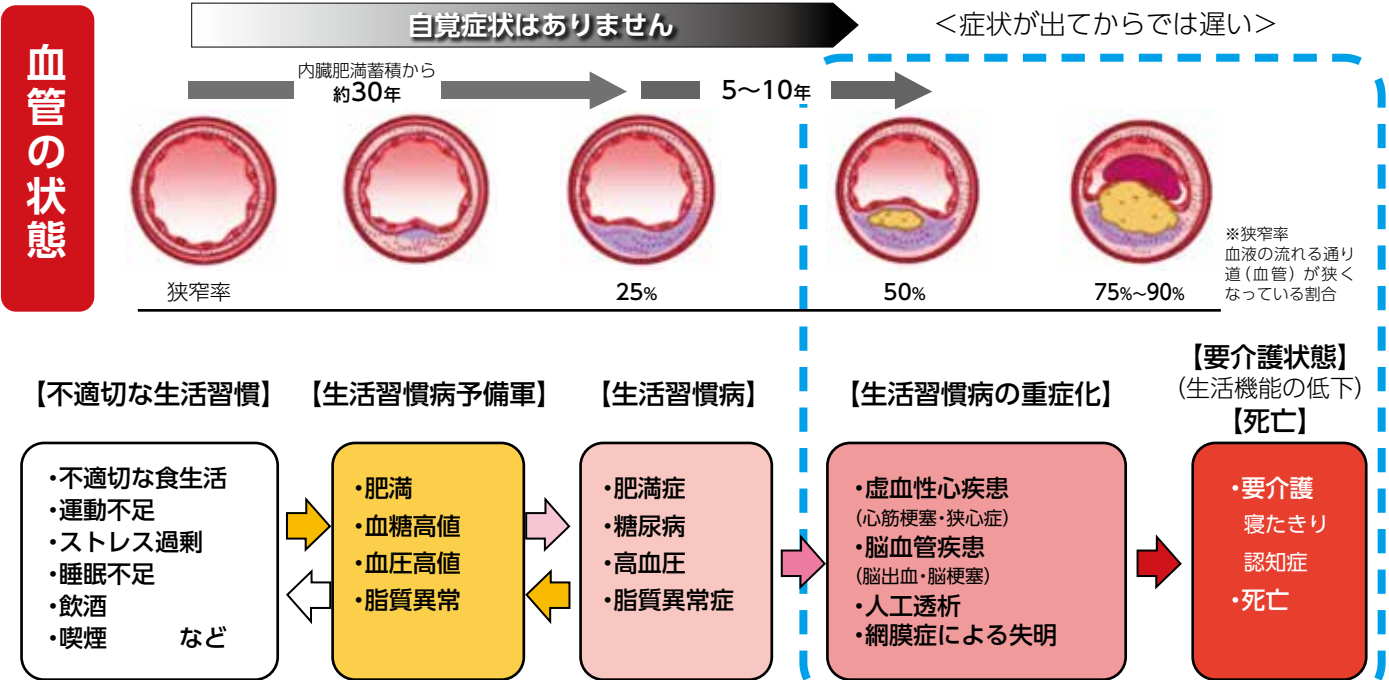 血管の状態
自覚症状はありません
＜症状が出てからでは遅い＞
内臓肥満蓄積から
約30年
5〜10年
狭窄率
25%
50%
75%~90%
※狭窄率
血液の流れる通り
道（血管）が狭く
なっている割合
【不適切な生活習慣】
・不適切な食生活
・運動不足
・ストレス過剰
・睡眠不足
・飲酒
・喫煙　　など
【生活習慣病予備軍】
・肥満
・血糖高値
・血圧高値
・脂質異常
【生活習慣病】
・肥満症
・糖尿病
・高血圧
・脂質異常症
【生活習慣病の重症化】
・虚血性心疾患
（心筋梗塞・狭心症）
・脳血管疾患
（脳出血・脳梗塞）
・人工透析
・網膜症による失明
【要介護状態】
（生活機能の低下）
【死亡】
・要介護
寝たきり
認知症
・死亡